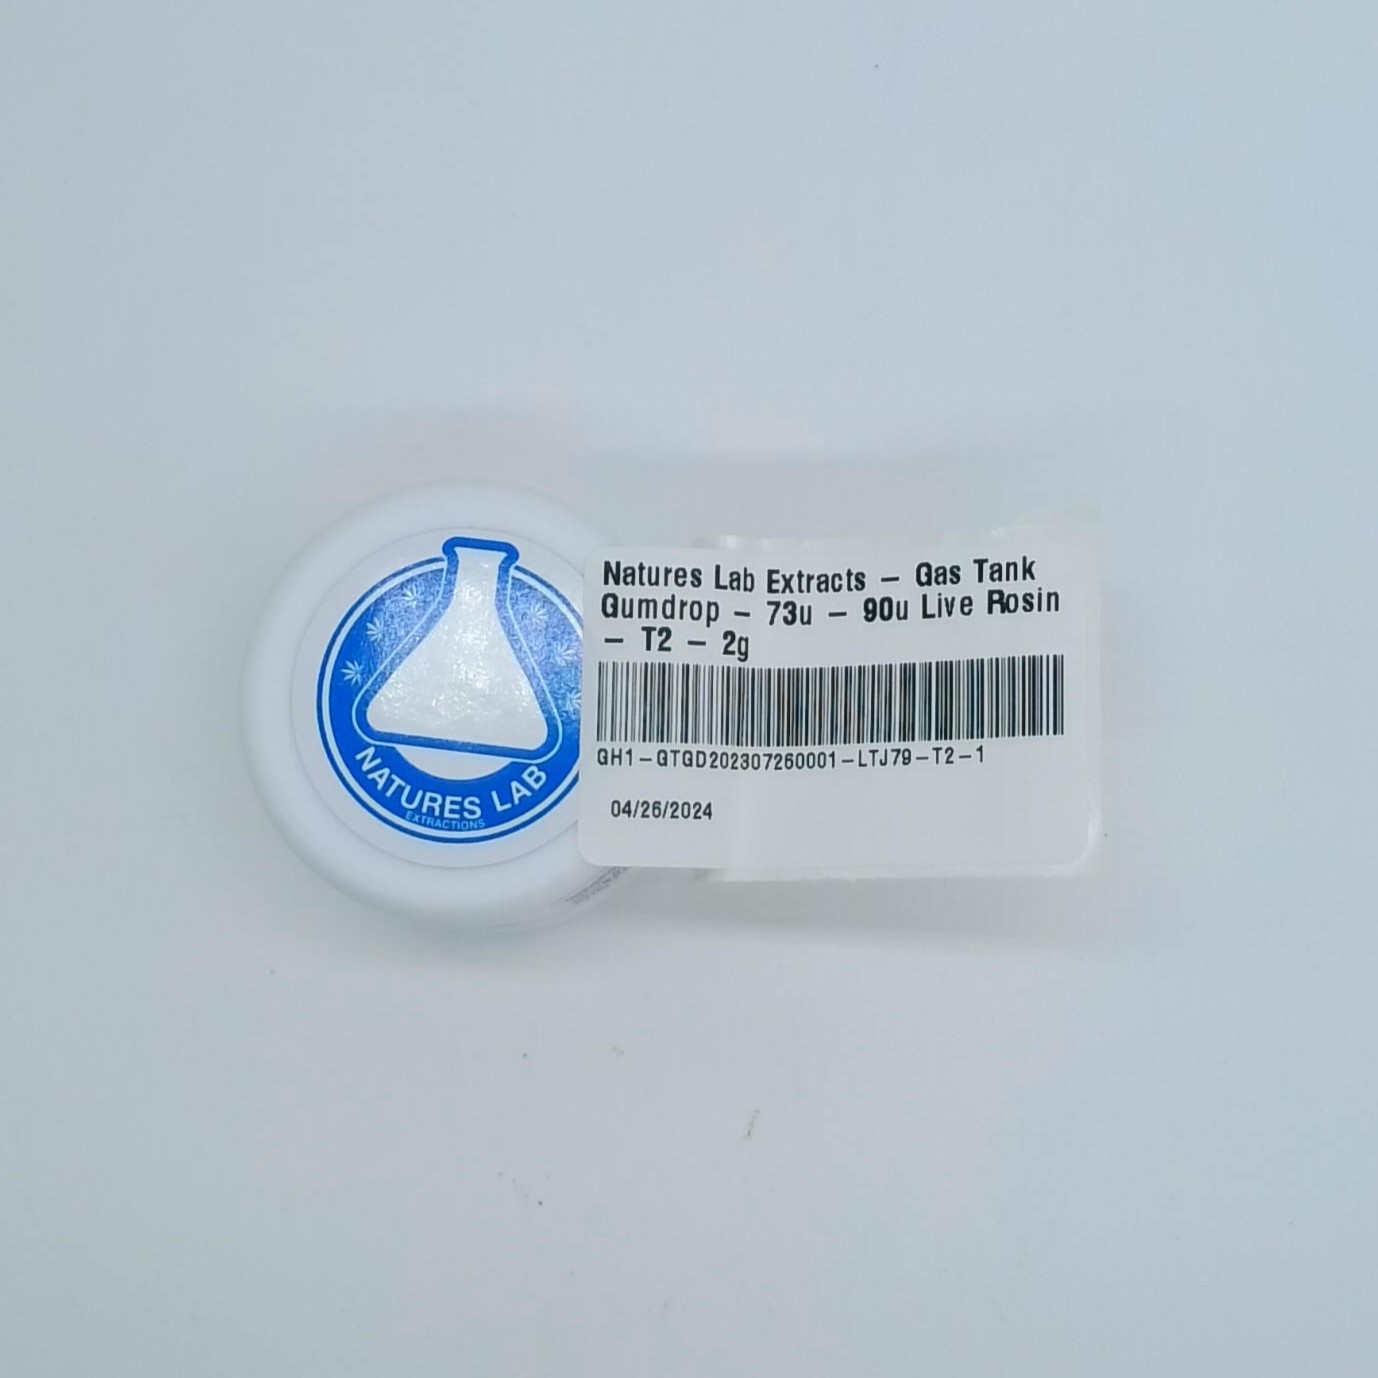 NATURES LAB
EXTRACTIONS
Natures Lab Extracts – Gas Tank
Gumdrop – 73u – 90u Live Rosin
– T2 – 2g
GH1-GTGD202307260001-LTJ79-T2-1
04/26/2024